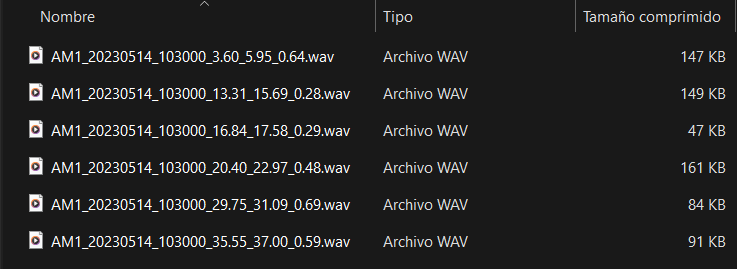 Nombre Tipo Tamaño comprimido
AM1_20230514_103000_3.60_5.95_0.64.wav Archivo WAV 147 KB
AM1_20230514_103000_13.31_15.69_0.28.wav Archivo WAV 149 KB
AM1_20230514_103000_16.84_17.58_0.29.wav Archivo WAV 47 KB
AM1_20230514_103000_20.40_22.97_0.48.wav Archivo WAV 161 KB
AM1_20230514_103000_29.75_31.09_0.69.wav Archivo WAV 84 KB
AM1_20230514_103000_35.55_37.00_0.59.wav Archivo WAV 91 KB